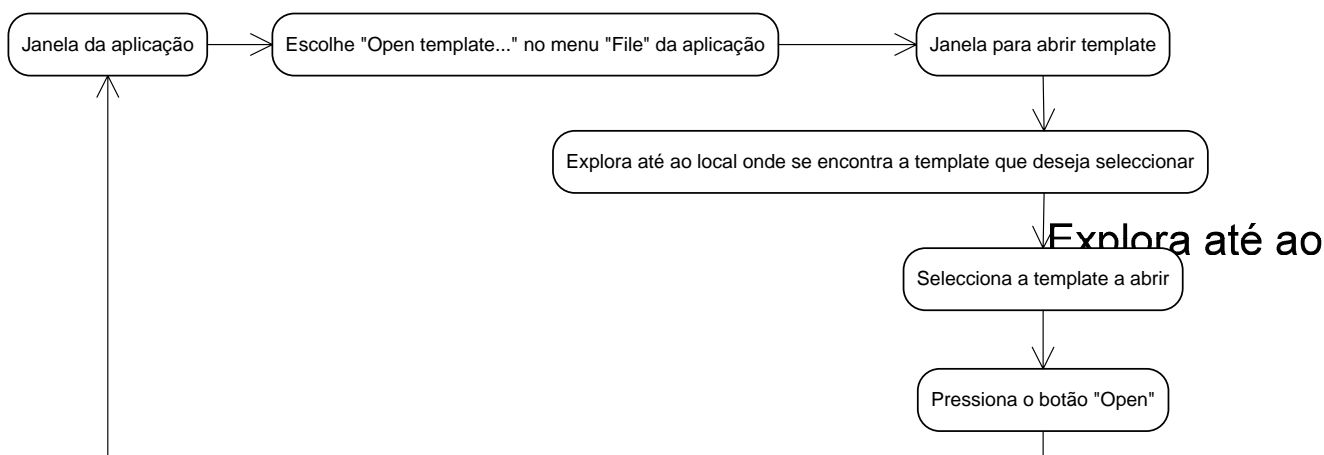 Janela da aplicação
Escolhe "Open template..." no menu "File" da aplicação
Janela para abrir template
Explora até ao local onde se encontra a template que deseja seleccionar
Explora até ao
Selecciona a template a abrir
Pressiona o botão "Open"